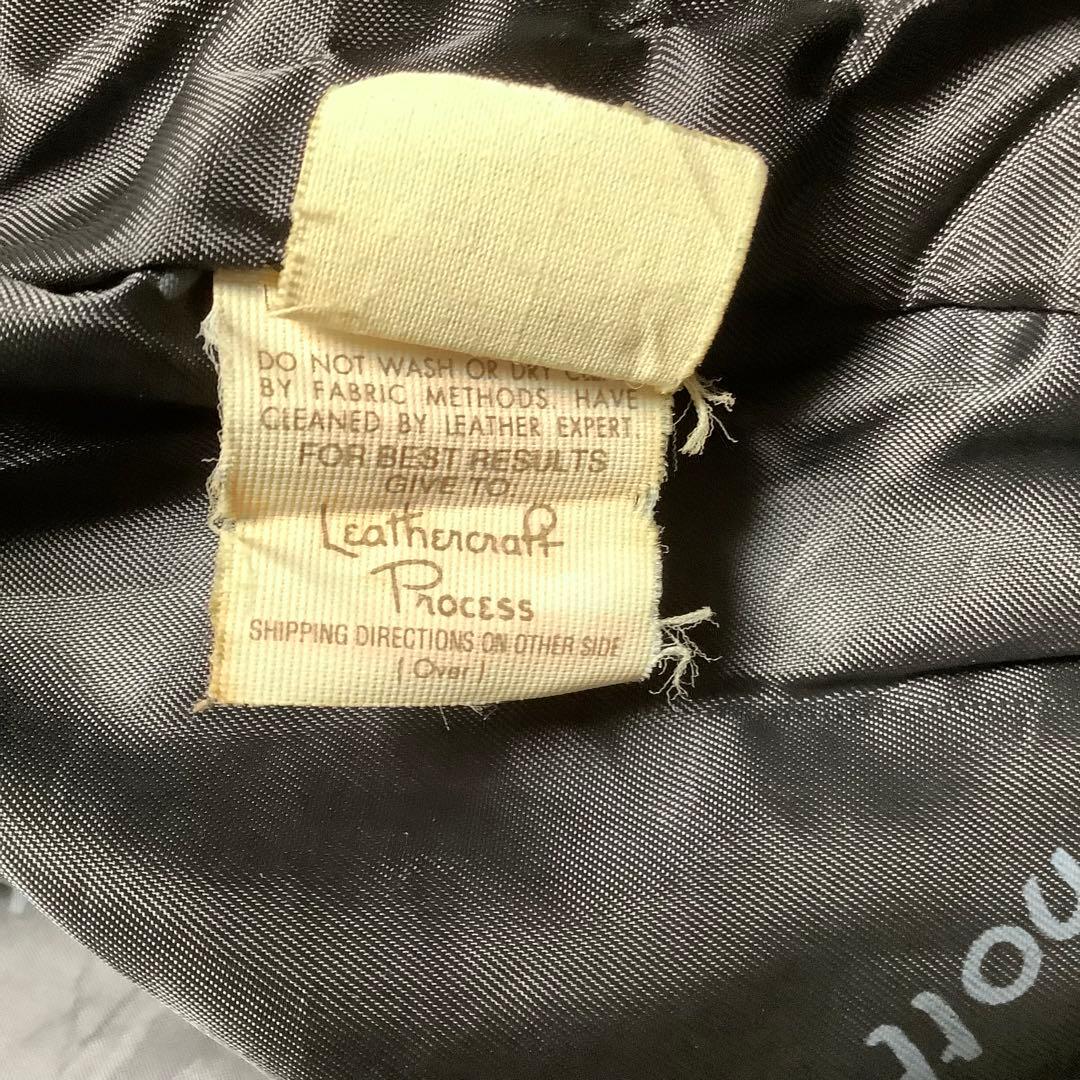 DO NOT WASH OR DRY
BY FABRIC METHODS. HAVE
CLEANED BY LEATHER EXPERT.
FOR BEST RESULTS
GIVE TO:
Leathercraft
Process
SHIPPING DIRECTIONS ON OTHER SIDE
(Over)